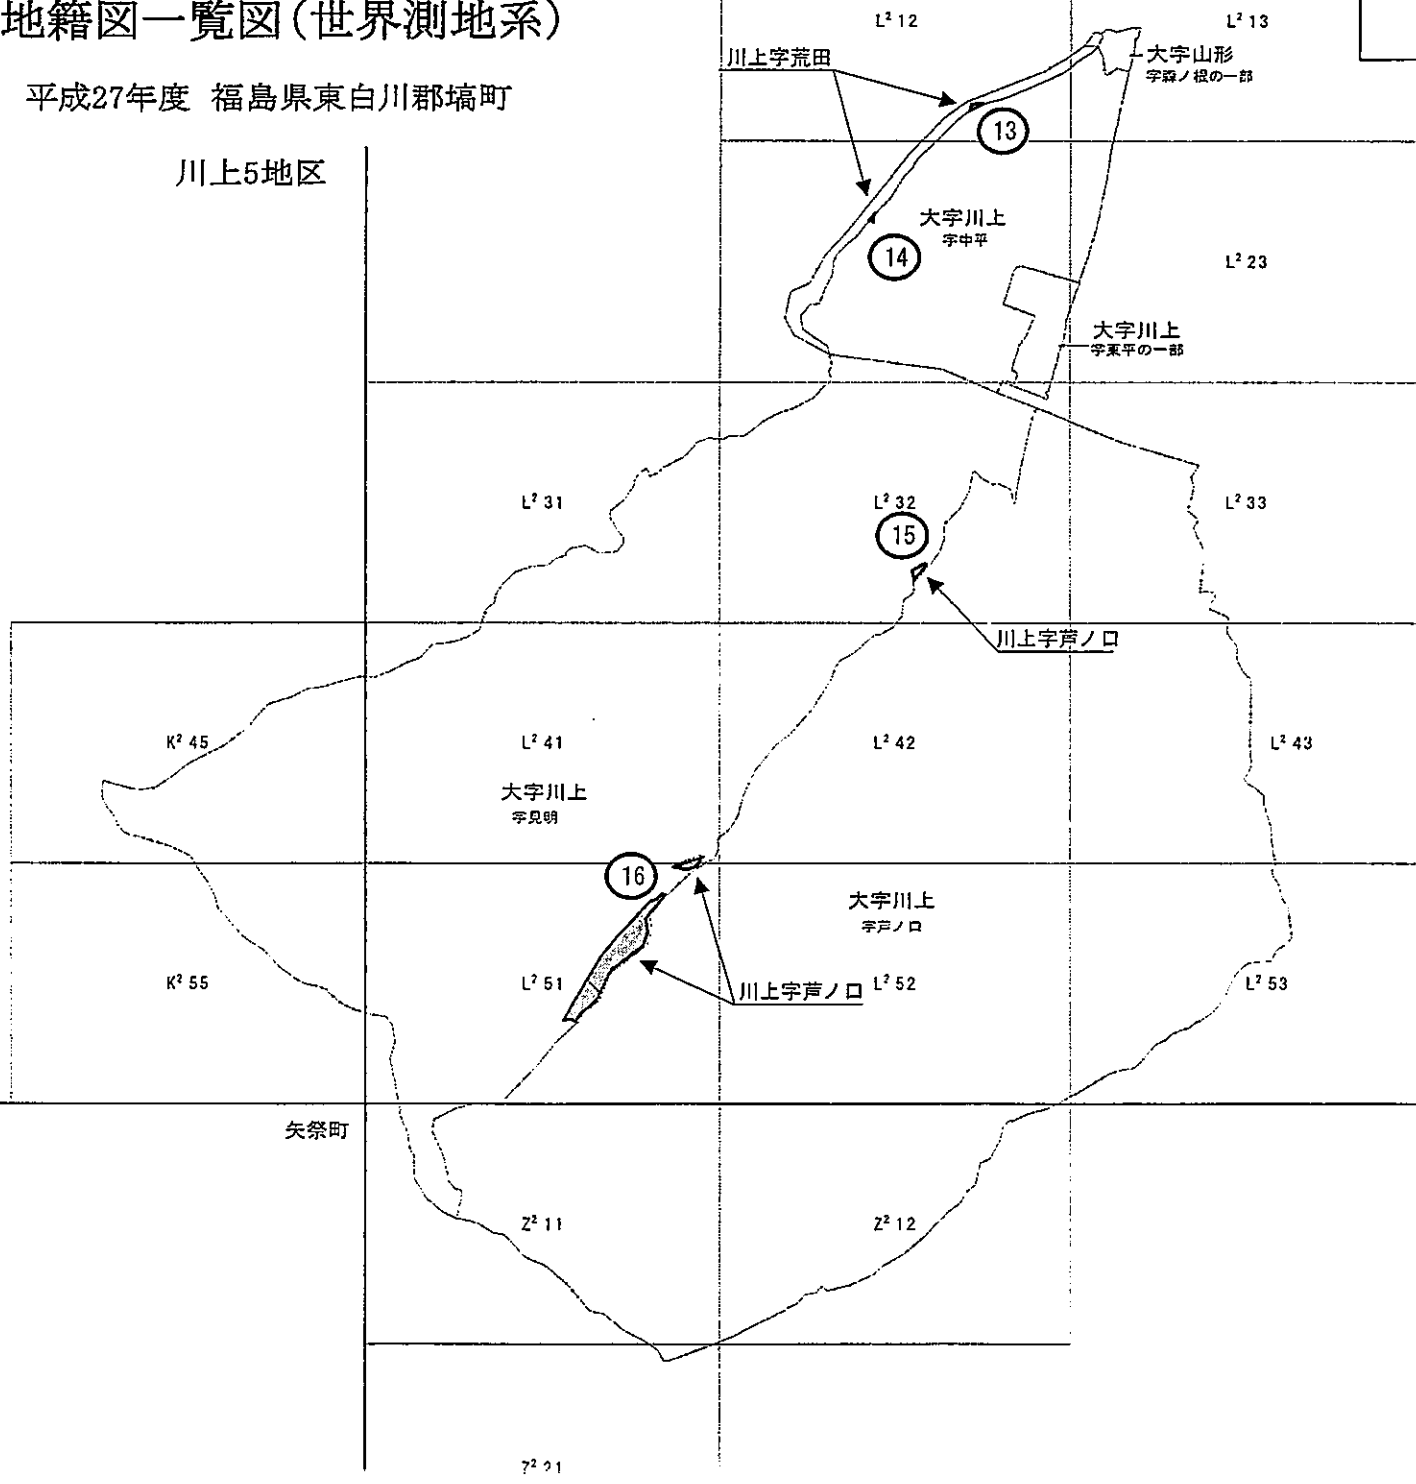 地籍図一覧図(世界測地系)
平成27年度 福島県東白川郡塙町
川上5地区
L² 12
L² 13
川上字荒田
大字山形
字森ノ根の一部
13
大字川上
字中平
14
L² 23
大字川上
字東平の一部
L² 31
L² 32
L² 33
15
川上字芦ノ口
K² 45
L² 41
L² 42
L² 43
大字川上
字見明
16
大字川上
字芦ノ口
K² 55
L² 51
川上字芦ノ口
L² 52
L² 53
矢祭町
Z² 11
Z² 12
Z² 21